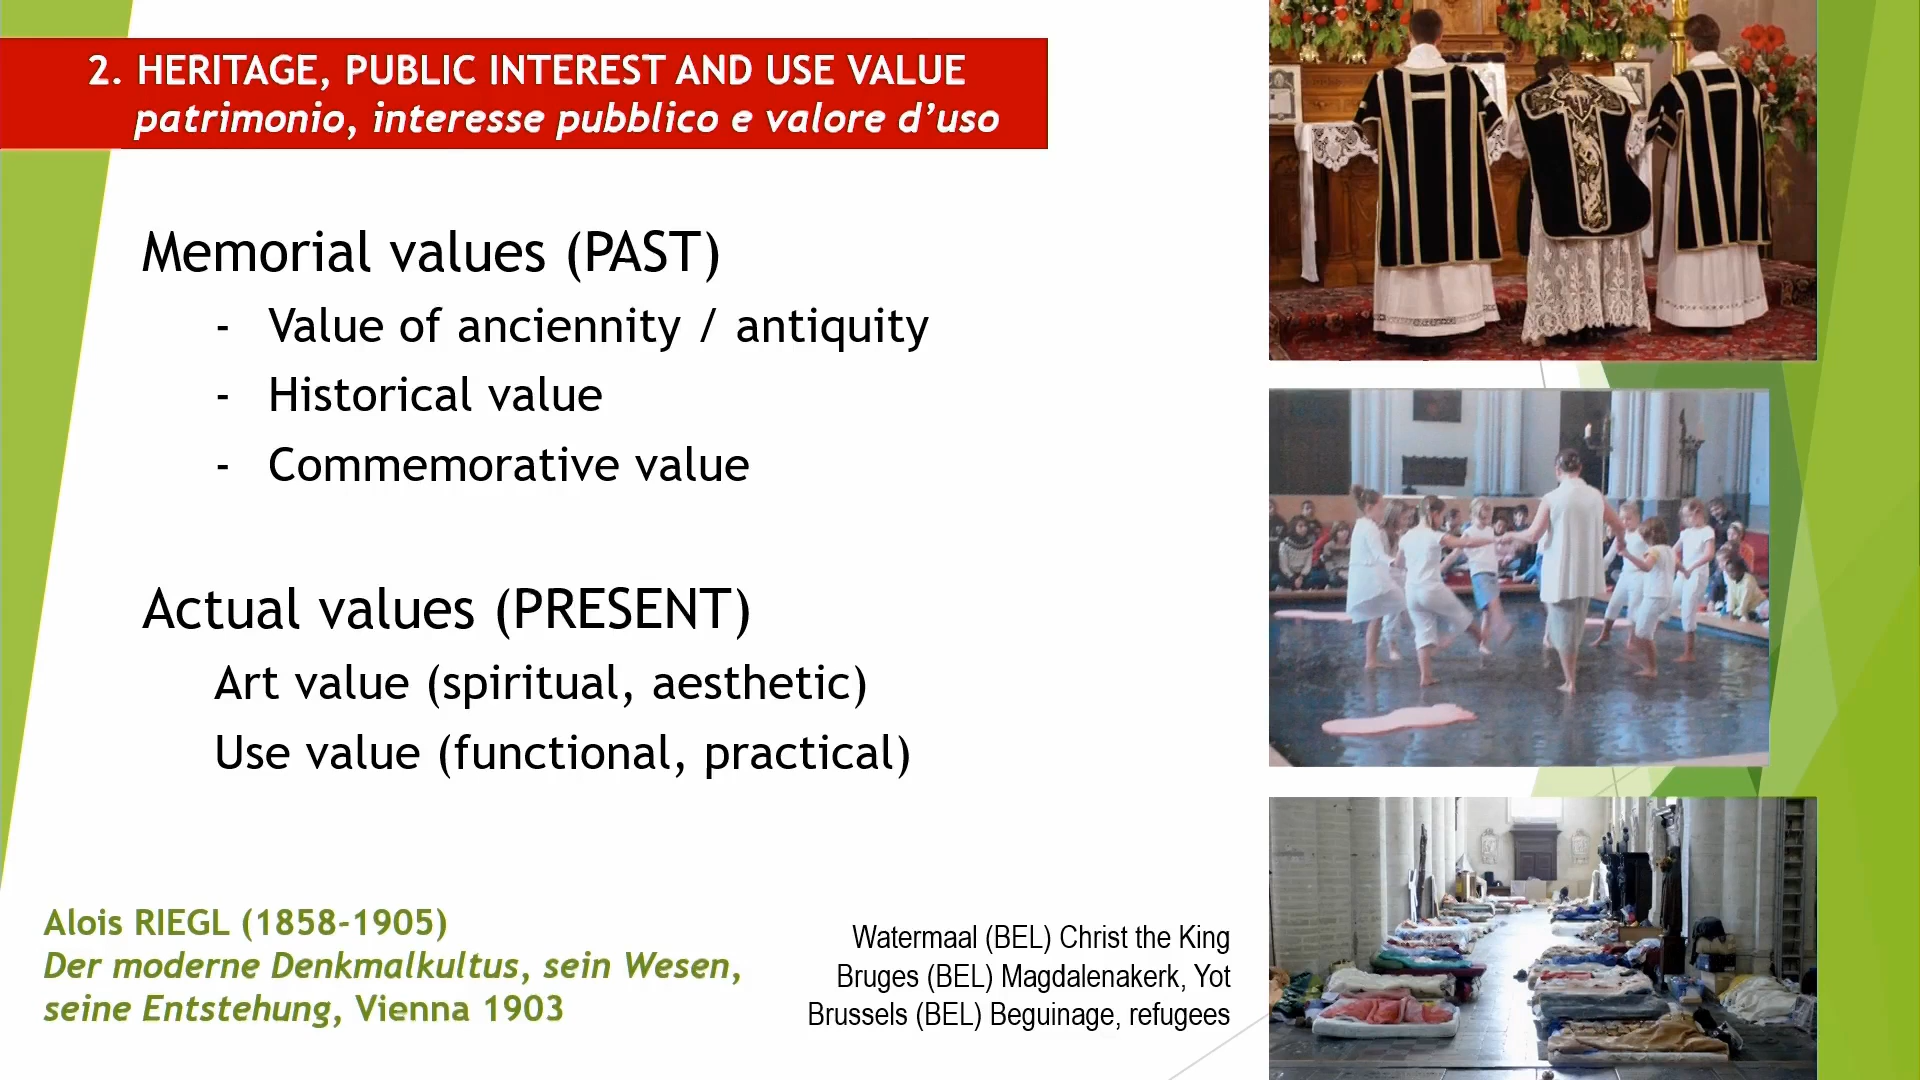 2. HERITAGE, PUBLIC INTEREST AND USE VALUE
patrimonio, interesse pubblico e valore d’uso
Memorial values (PAST)
- Value of anciennity / antiquity
- Historical value
- Commemorative value
Actual values (PRESENT)
Art value (spiritual, aesthetic)
Use value (functional, practical)
Alois RIEGL (1858-1905)
Der moderne Denkmalkultus, sein Wesen,
seine Entstehung, Vienna 1903
Watermaal (BEL) Christ the King
Bruges (BEL) Magdalenakerk, Yot
Brussels (BEL) Beguinage, refugees